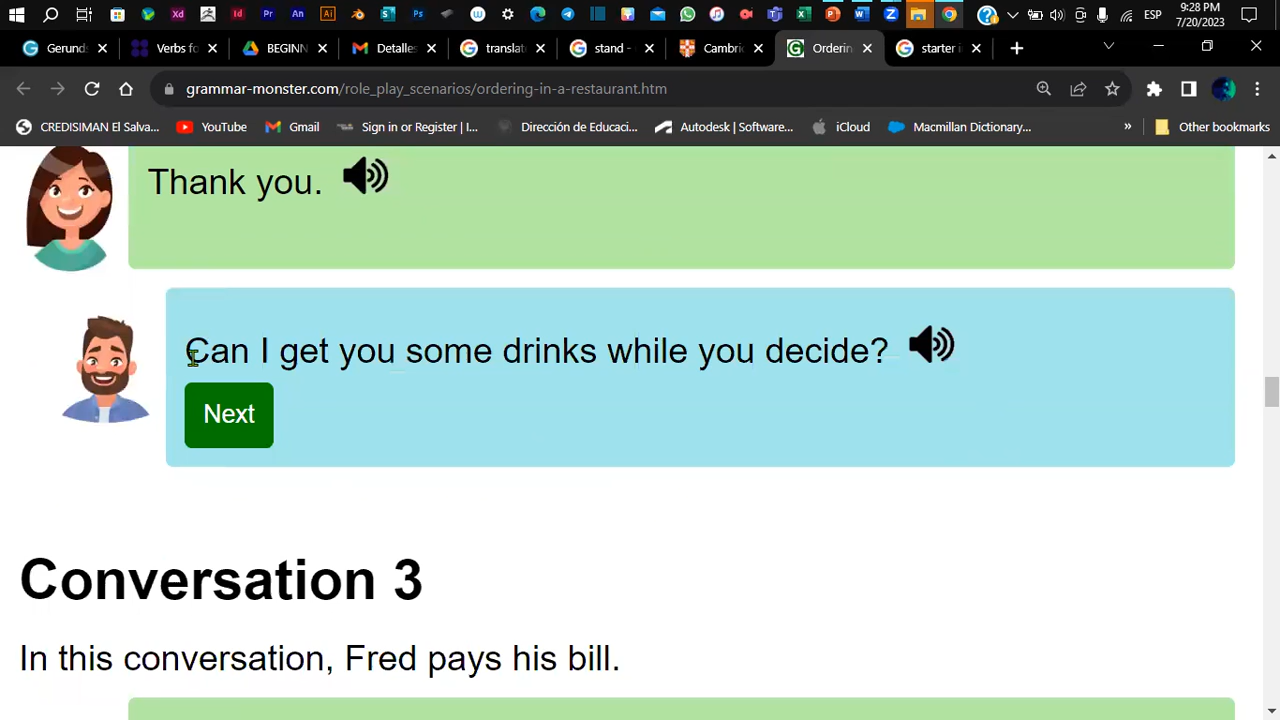 9:28 PM
ESP
7/20/2023
Gerund
Verbs fo
BEGINN
Detalles
translat
stand -
Cambri
Ordering
starter i
grammar-monster.com/role_play_scenarios/ordering-in-a-restaurant.htm
CREDISIMAN El Salva...
YouTube
Gmail
Sign in or Register | I...
Dirección de Educaci...
Autodesk | Software...
iCloud
Macmillan Dictionary...
»
Other bookmarks
Thank you.
Can I get you some drinks while you decide?
Next
Conversation 3
In this conversation, Fred pays his bill.